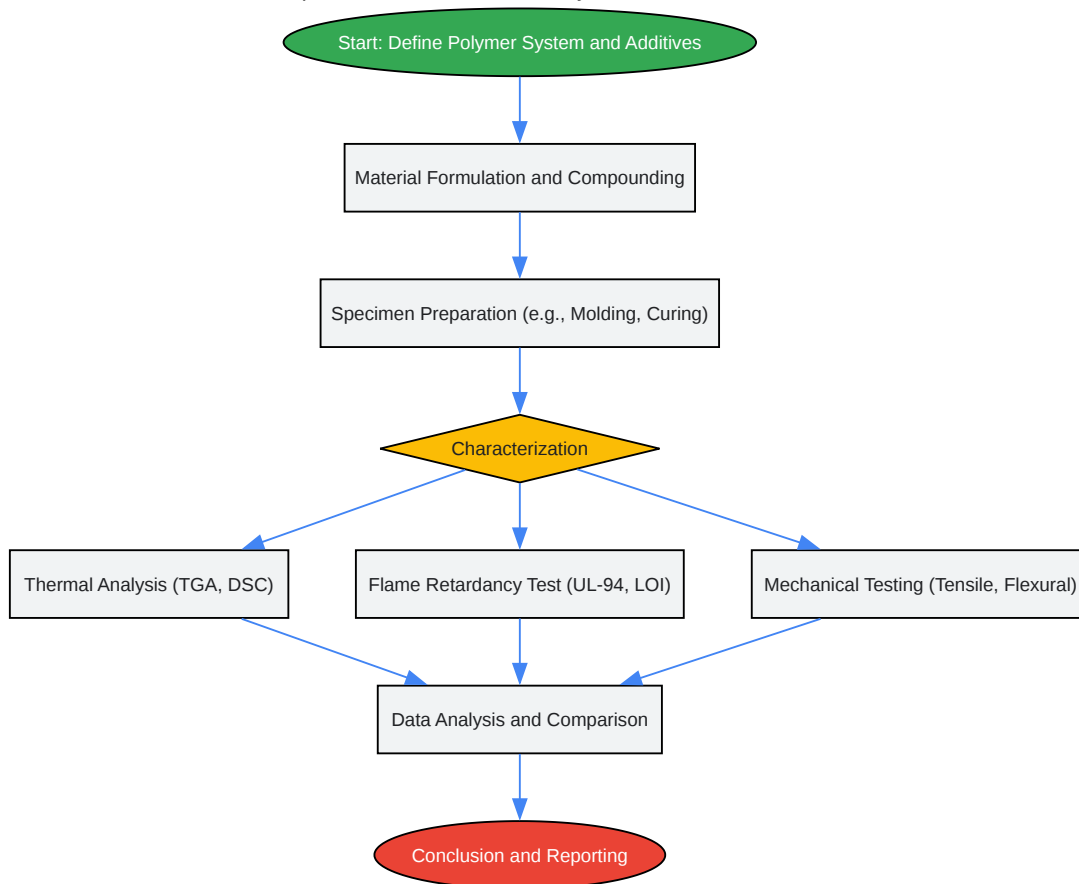 Start: Define Polymer System and Additives
Material Formulation and Compounding
Specimen Preparation (e.g., Molding, Curing)
Characterization
Thermal Analysis (TGA, DSC)
Flame Retardancy Test (UL-94, LOI)
Mechanical Testing (Tensile, Flexural)
Data Analysis and Comparison
Conclusion and Reporting